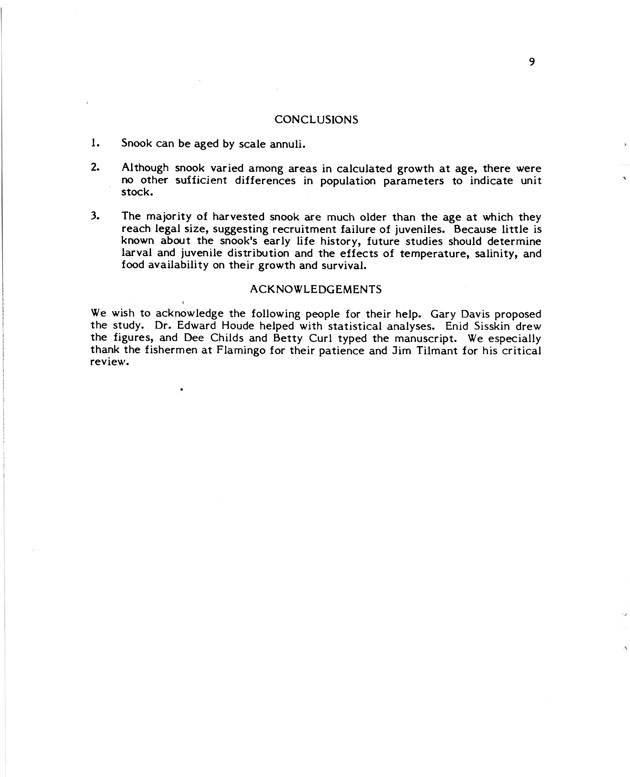 9
CONCLUSIONS
1. Snook can be aged by scale annuli.
2. Although snook varied among areas in calculated growth at age, there were
no other sufficient differences in population parameters to indicate unit
stock.
3. The majority of harvested snook are much older than the age at which they
reach legal size, suggesting recruitment failure of juveniles. Because little is
known about the snook's early life history, future studies should determine
larval and juvenile distribution and the effects of temperature, salinity, and
food availability on their growth and survival.
ACKNOWLEDGEMENTS
We wish to acknowledge the following people for their help. Gary Davis proposed
the study. Dr. Edward Houde helped with statistical analyses. Enid Sisskin drew
the figures, and Dee Childs and Betty Curl typed the manuscript. We especially
thank the fishermen at Flamingo for their patience and Jim Tilmant for his critical
review.